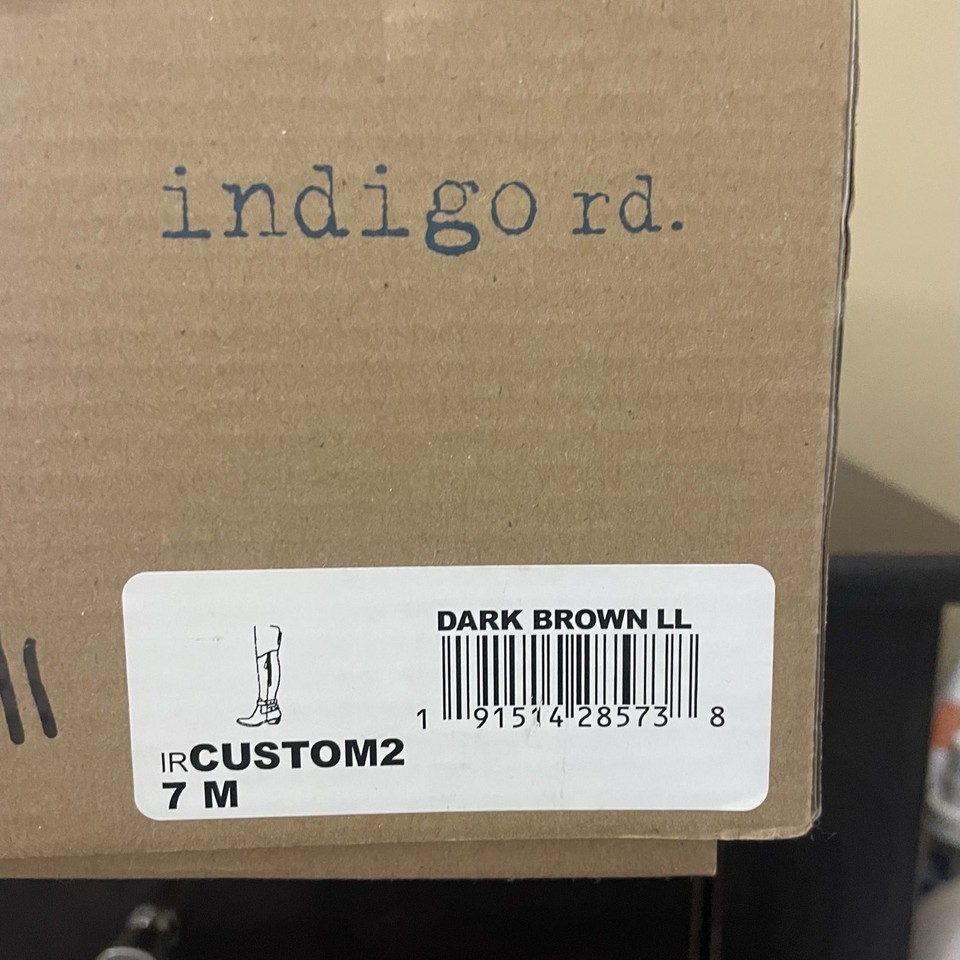 indigo rd.
DARK BROWN LL
1 91514 28573 8
IRCUSTOM2
7 M